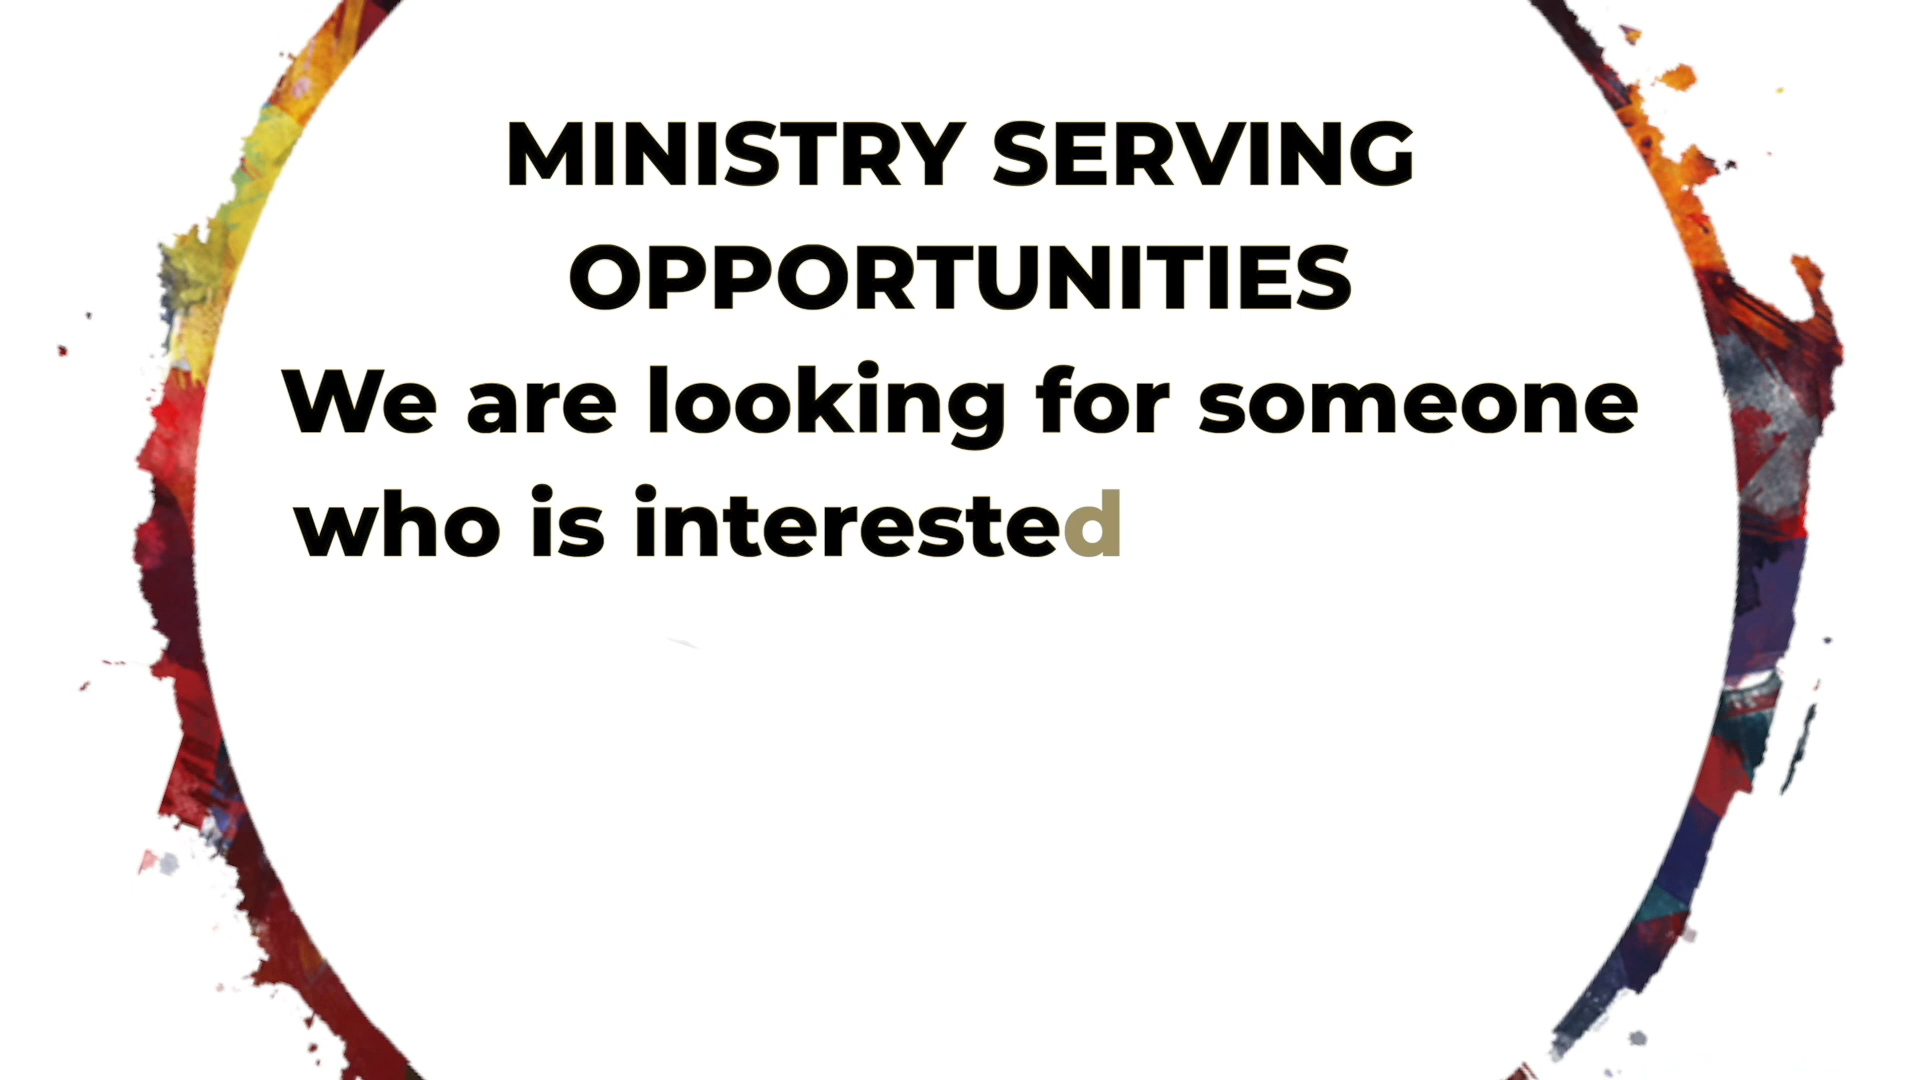 MINISTRY SERVING
OPPORTUNITIES
We are looking for someone
who is interested